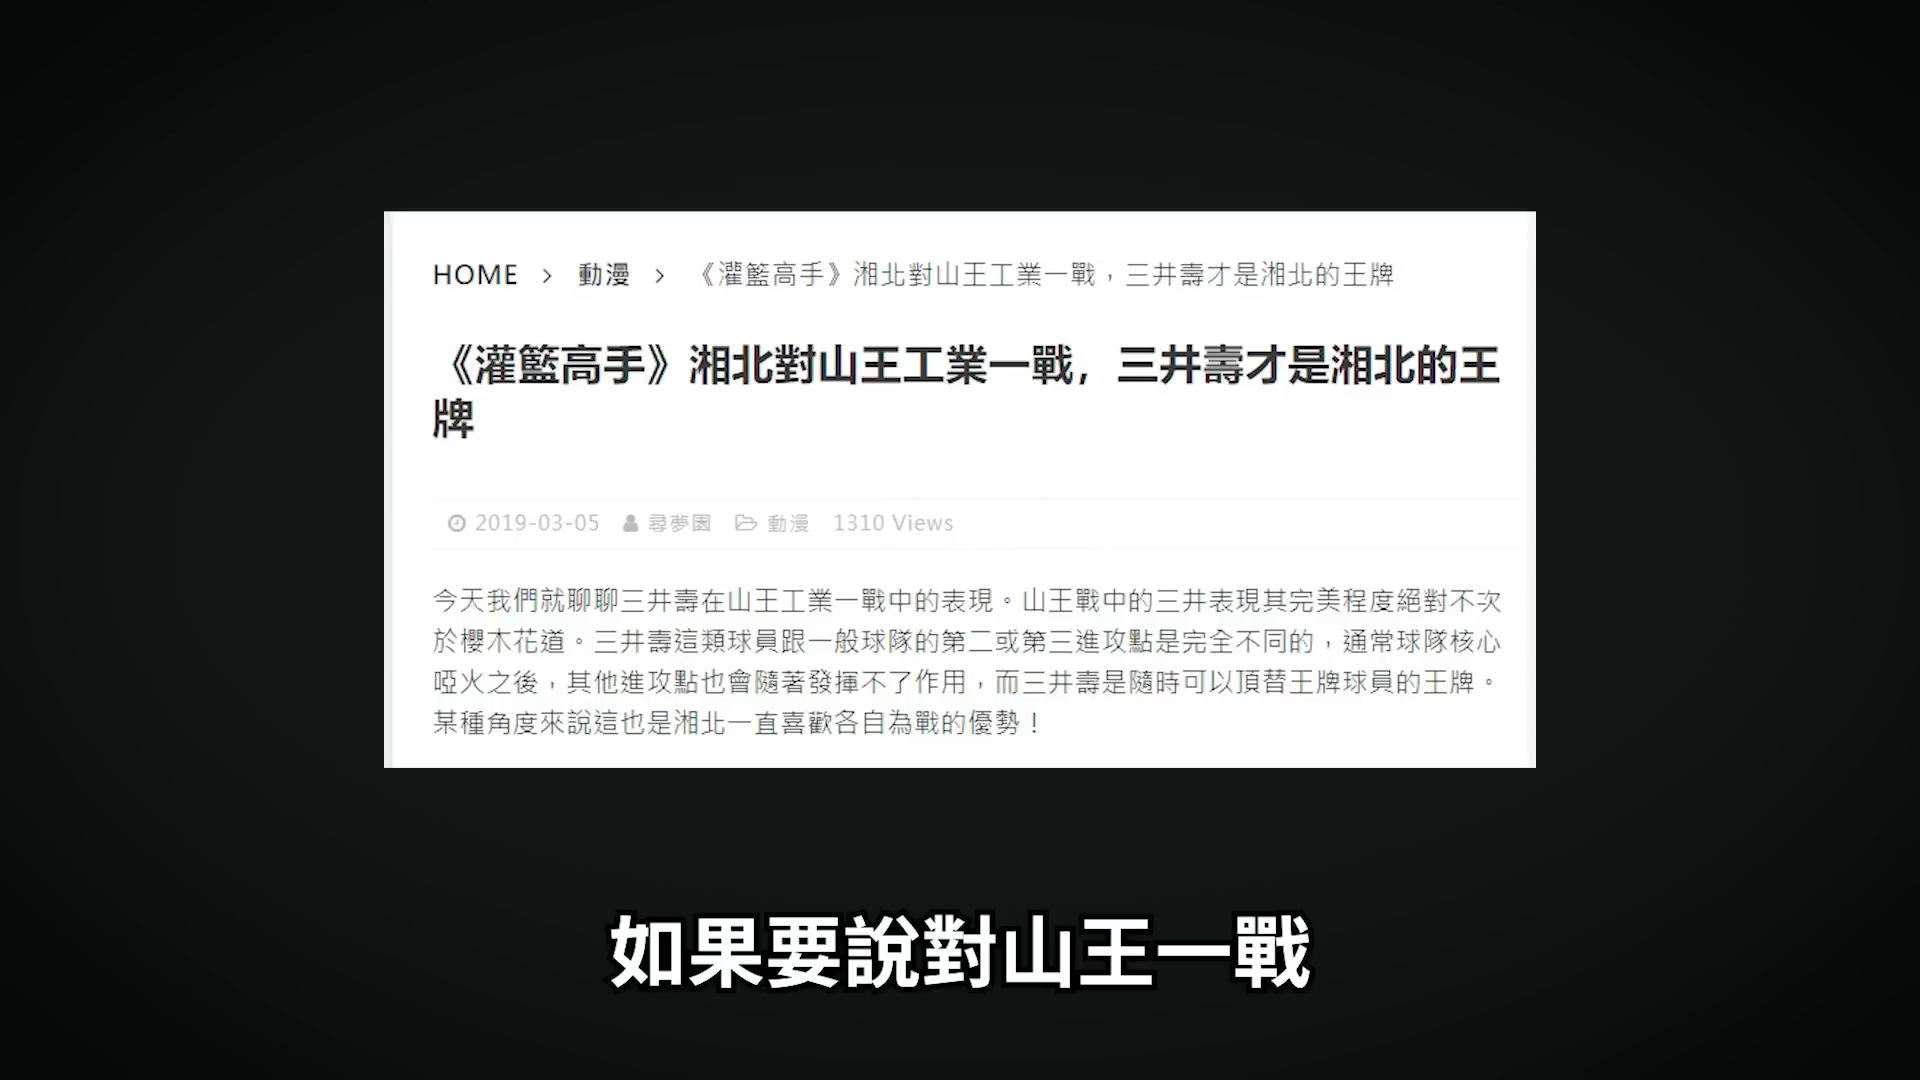 HOME > 動漫 > 《灌籃高手》湘北對山王工業一戰，三井壽才是湘北的王牌
《灌籃高手》湘北對山王工業一戰，三井壽才是湘北的王
牌
2019-03-05 尋夢園 動漫 1310 Views
今天我們就聊聊三井壽在山王工業一戰中的表現。山王戰中的三井表現其完美程度絕對不次
於櫻木花道。三井壽這類球員跟一般球隊的第二或第三進攻點是完全不同的，通常球隊核心
啞火之後，其他進攻點也會隨著發揮不了作用，而三井壽是隨時可以頂替王牌球員的王牌。
某種角度來說這也是湘北一直喜歡各自為戰的優勢！
如果要說對山王一戰